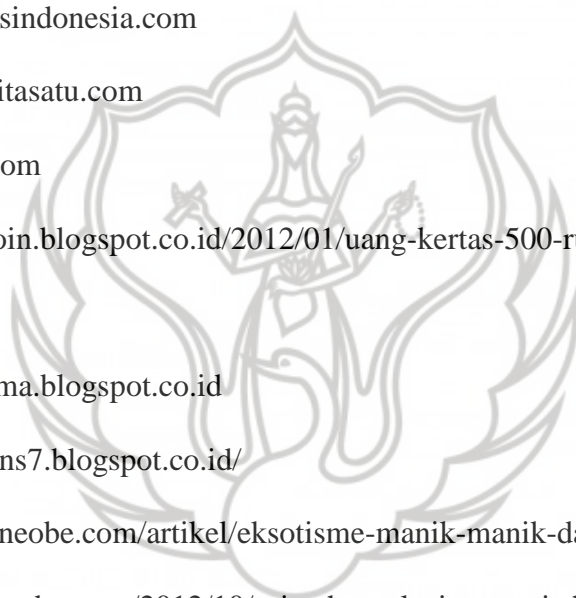 sindonesia.com
itasatu.com
om
oin.blogspot.co.id/2012/01/uang-kertas-500-r
ma.blogspot.co.id
ns7.blogspot.co.id/
neobe.com/artikel/eksotisme-manik-manik-da